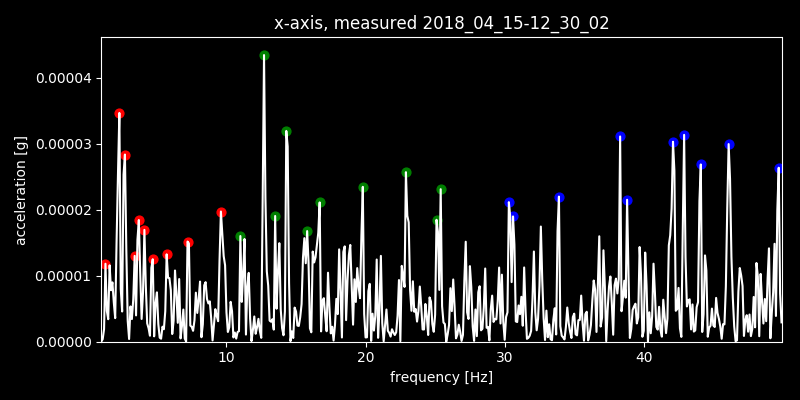 x-axis, measured 2018_04_15-12_30_02
acceleration [g]
0.00004
0.00003
0.00002
0.00001
0.00000
10 20 30 40
frequency [Hz]